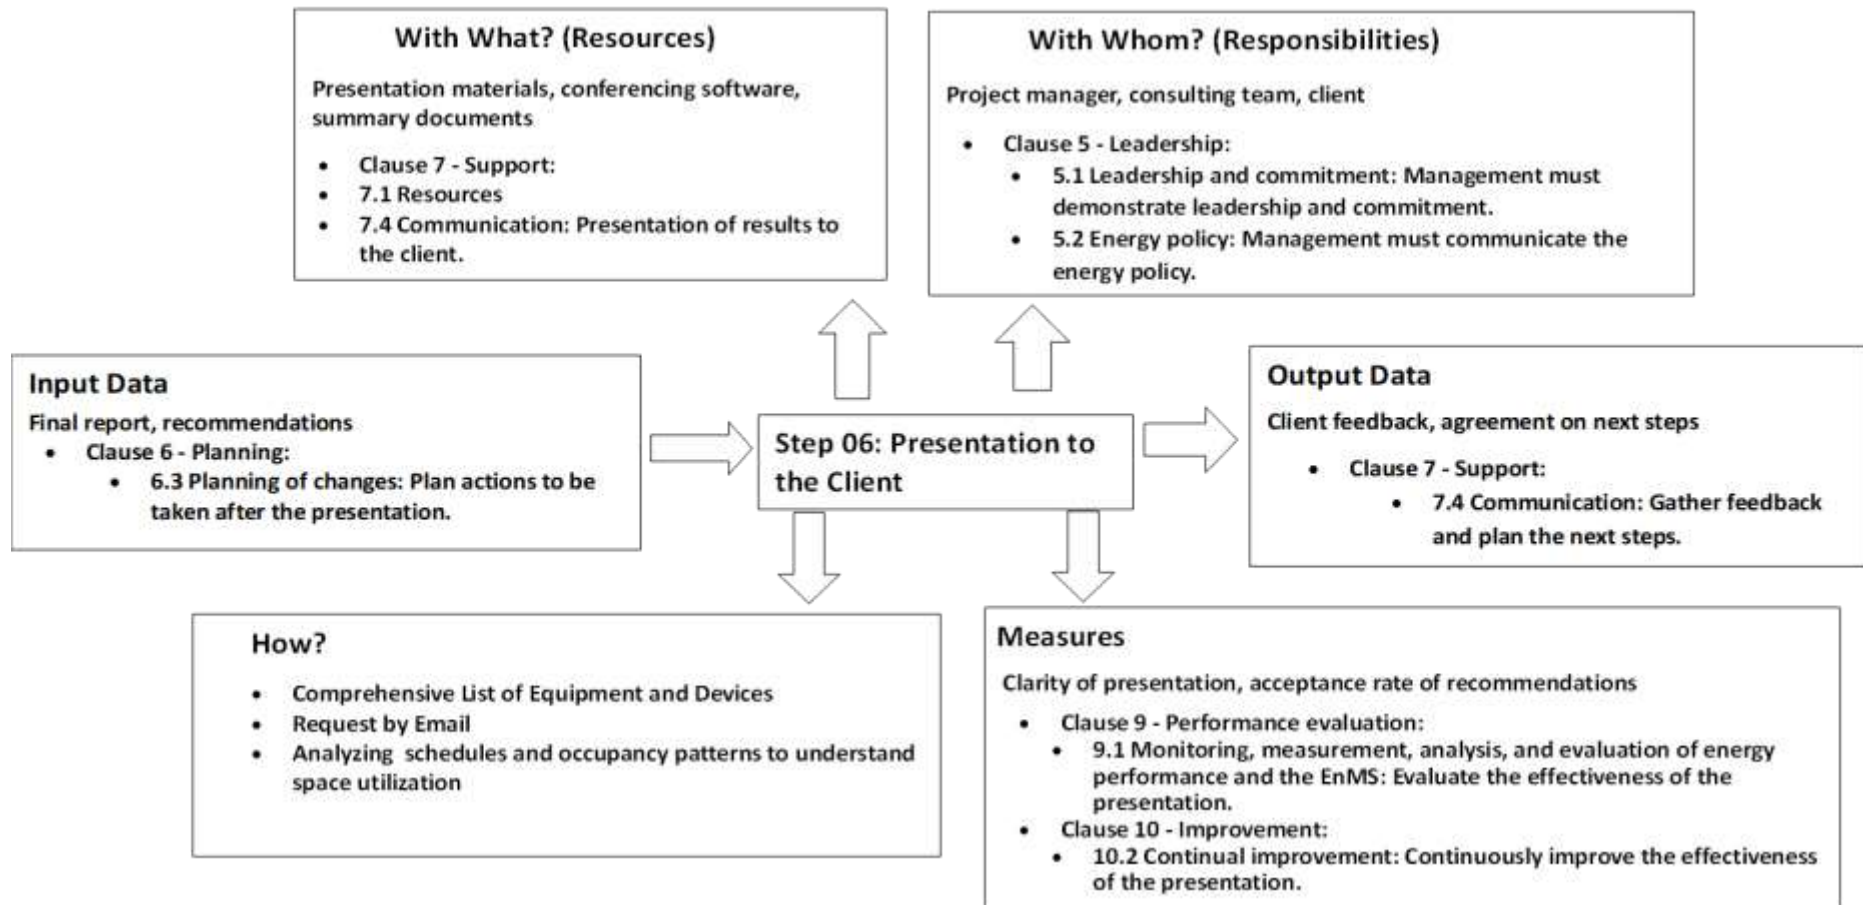 With What? (Resources)
Presentation materials, conferencing software,
summary documents
• Clause 7 - Support:
• 7.1 Resources
• 7.4 Communication: Presentation of results to
the client.
With Whom? (Responsibilities)
Project manager, consulting team, client
• Clause 5 - Leadership:
• 5.1 Leadership and commitment: Management must
demonstrate leadership and commitment.
• 5.2 Energy policy: Management must communicate the
energy policy.
Input Data
Final report, recommendations
• Clause 6 - Planning:
• 6.3 Planning of changes: Plan actions to be
taken after the presentation.
Step 06: Presentation to
the Client
Output Data
Client feedback, agreement on next steps
• Clause 7 - Support:
• 7.4 Communication: Gather feedback
and plan the next steps.
How?
• Comprehensive List of Equipment and Devices
• Request by Email
• Analyzing schedules and occupancy patterns to understand
space utilization
Measures
Clarity of presentation, acceptance rate of recommendations
• Clause 9 - Performance evaluation:
• 9.1 Monitoring, measurement, analysis, and evaluation of energy
performance and the EnMS: Evaluate the effectiveness of the
presentation.
• Clause 10 - Improvement:
• 10.2 Continual improvement: Continuously improve the effectiveness
of the presentation.